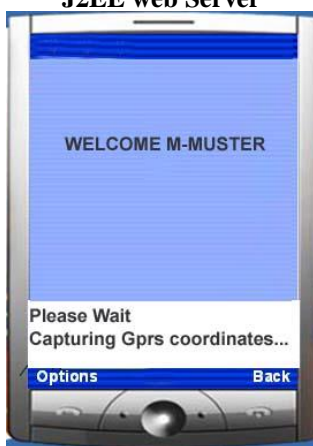 J2EE web Server
WELCOME M-MUSTER
Please Wait
Capturing Gprs coordinates...
Options
Back